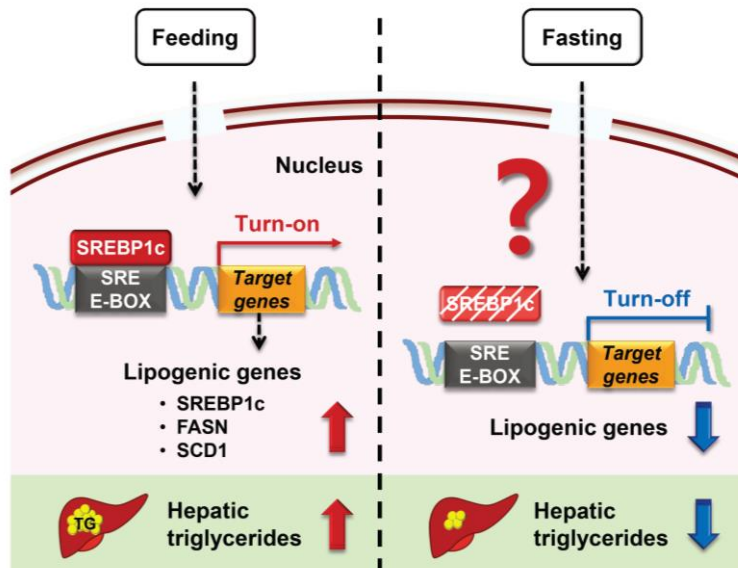 Feeding
Nucleus
SREBP1c
SRE
E-BOX
Turn-on
Target
genes
Lipogenic genes
• SREBP1c
• FASN
• SCD1
TG
Hepatic
triglycerides
Fasting
?
SREBP1c
SRE
E-BOX
Turn-off
Target
genes
Lipogenic genes
Hepatic
triglycerides